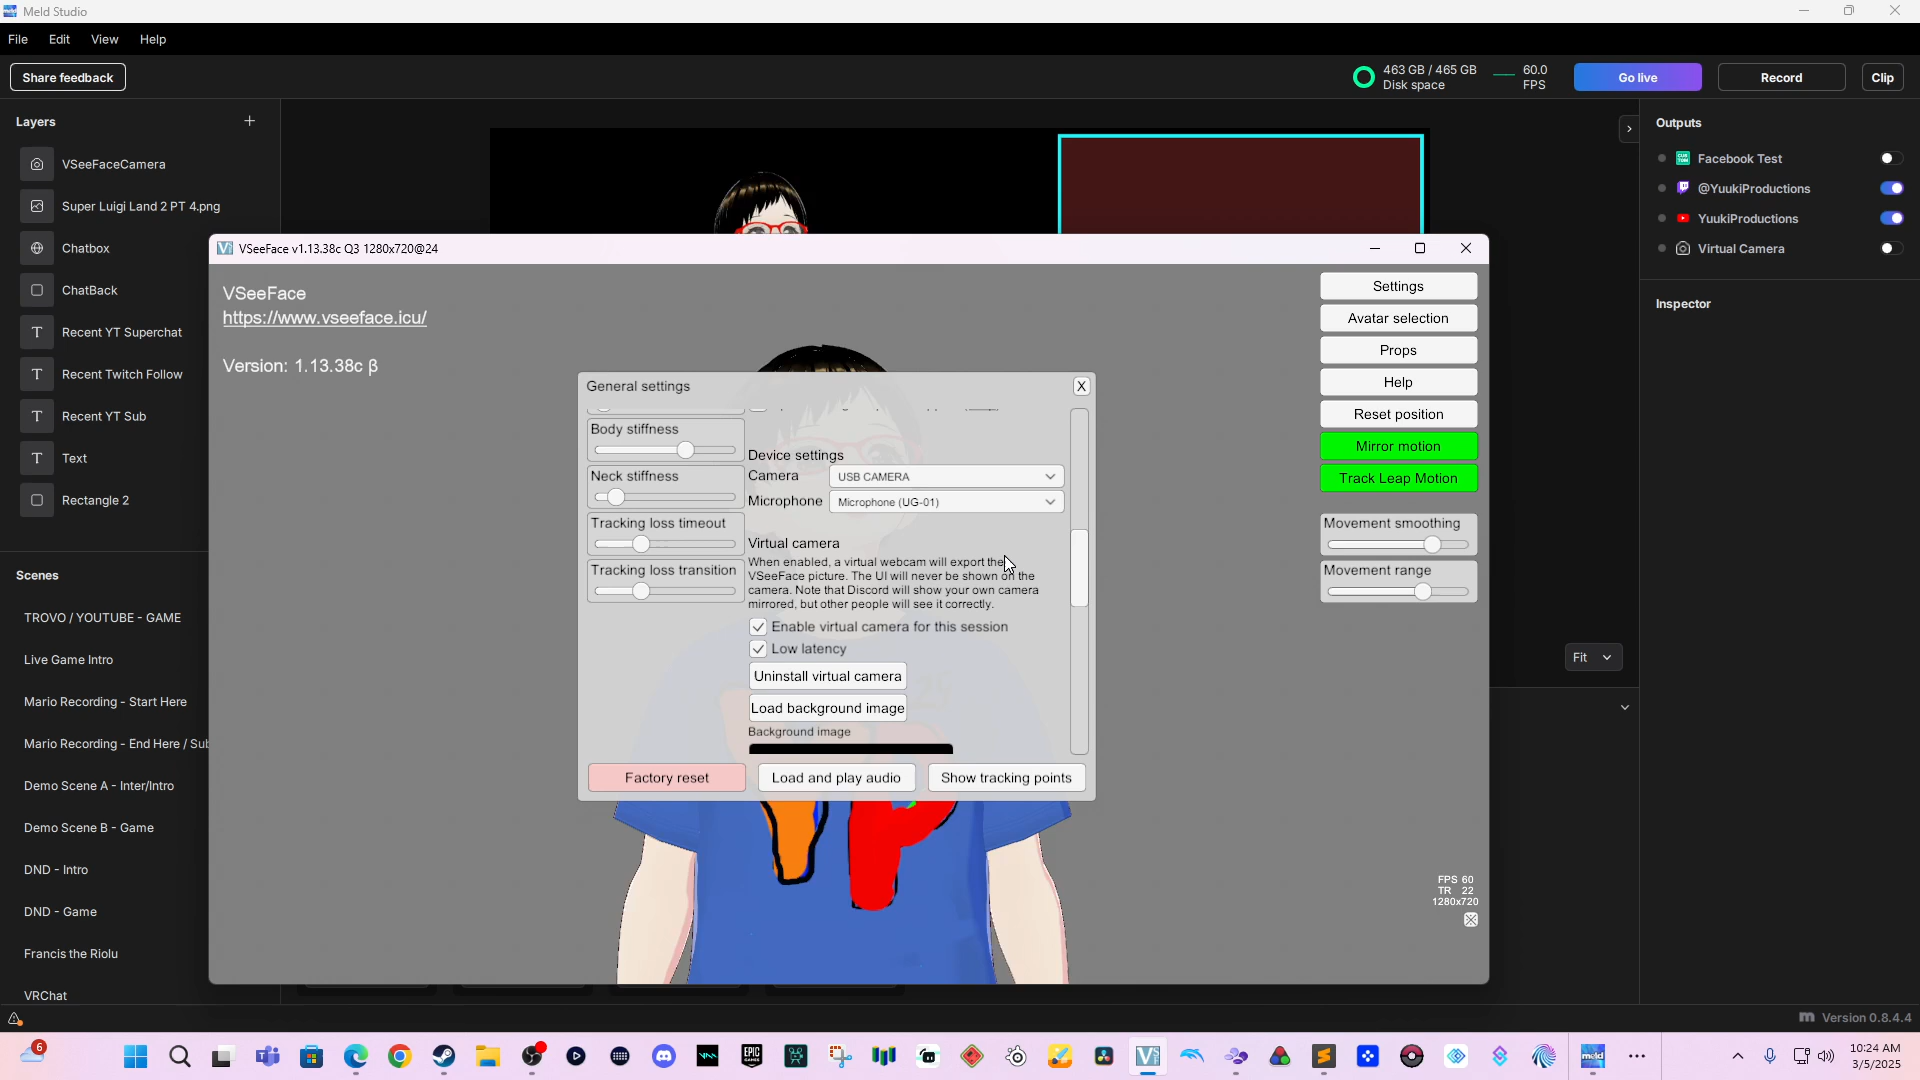 Meld Studio
File Edit View Help
Share feedback
463 GB / 465 GB
Disk space
60.0
FPS
Go live
Record
Clip
Layers
VSeeFaceCamera
Super Luigi Land 2 PT 4.png
Chatbox
ChatBack
Recent YT Superchat
Recent Twitch Follow
Recent YT Sub
Text
Rectangle 2
Scenes
TROVO / YOUTUBE - GAME
Live Game Intro
Mario Recording - Start Here
Mario Recording - End Here / Sub
Demo Scene A - Inter/Intro
Demo Scene B - Game
DND - Intro
DND - Game
Francis the Riolu
VRChat
Outputs
Facebook Test
@YuukiProductions
YuukiProductions
Virtual Camera
Inspector
Fit
VSeeFace v1.13.38c Q3 1280x720@24
VSeeFace
https://www.vseeface.icu/
Version: 1.13.38c β
Settings
Avatar selection
Props
Help
Reset position
Mirror motion
Track Leap Motion
Movement smoothing
Movement range
General settings
X
Body stiffness
Neck stiffness
Tracking loss timeout
Tracking loss transition
Device settings
Camera USB CAMERA
Microphone Microphone (UG-01)
Virtual camera
When enabled, a virtual webcam will export the
VSeeFace picture. The UI will never be shown on the
camera. Note that Discord will show your own camera
mirrored, but other people will see it correctly.
Enable virtual camera for this session
Low latency
Uninstall virtual camera
Load background image
Background image
Factory reset
Load and play audio
Show tracking points
FPS 60
TR 22
1280x720
Version 0.8.4.4
6
EPIC
GAMES
meld
10:24 AM
3/5/2025